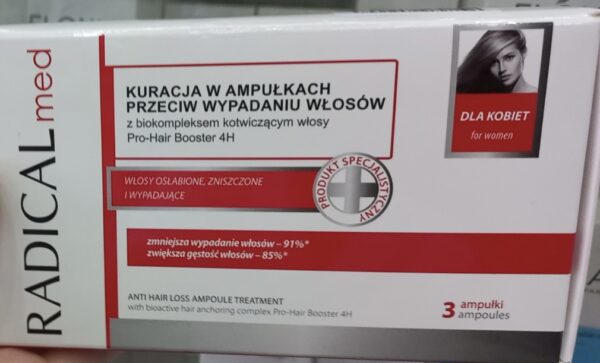 RADICAL med
KURACJA W AMPUŁKACH
PRZECIW WYPADANIU WŁOSÓW
z biokompleksem kotwiczącym włosy
Pro-Hair Booster 4H
DLA KOBIET
for women
WŁOSY OSŁABIONE, ZNISZCZONE
I WYPADAJĄCE
PRODUKT SPECJALISTYCZNY
zmniejsza wypadanie włosów – 91%*
zwiększa gęstość włosów – 85%*
ANTI HAIR LOSS AMPOULE TREATMENT
with bioactive hair anchoring complex Pro-Hair Booster 4H
3 ampułki
ampoules